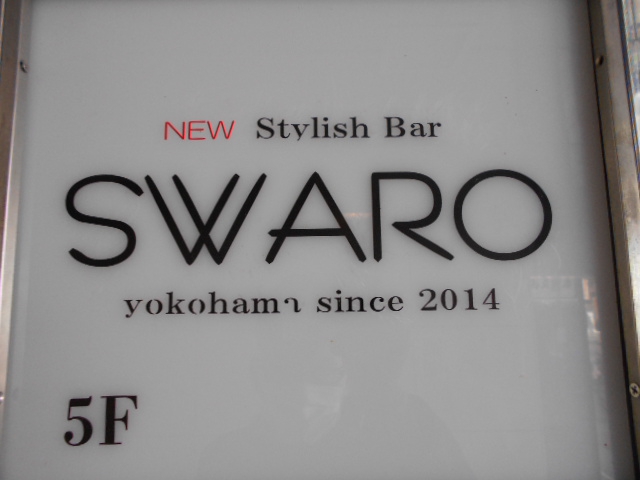 NEW Stylish Bar
SWARO
yokohama since 2014
5F